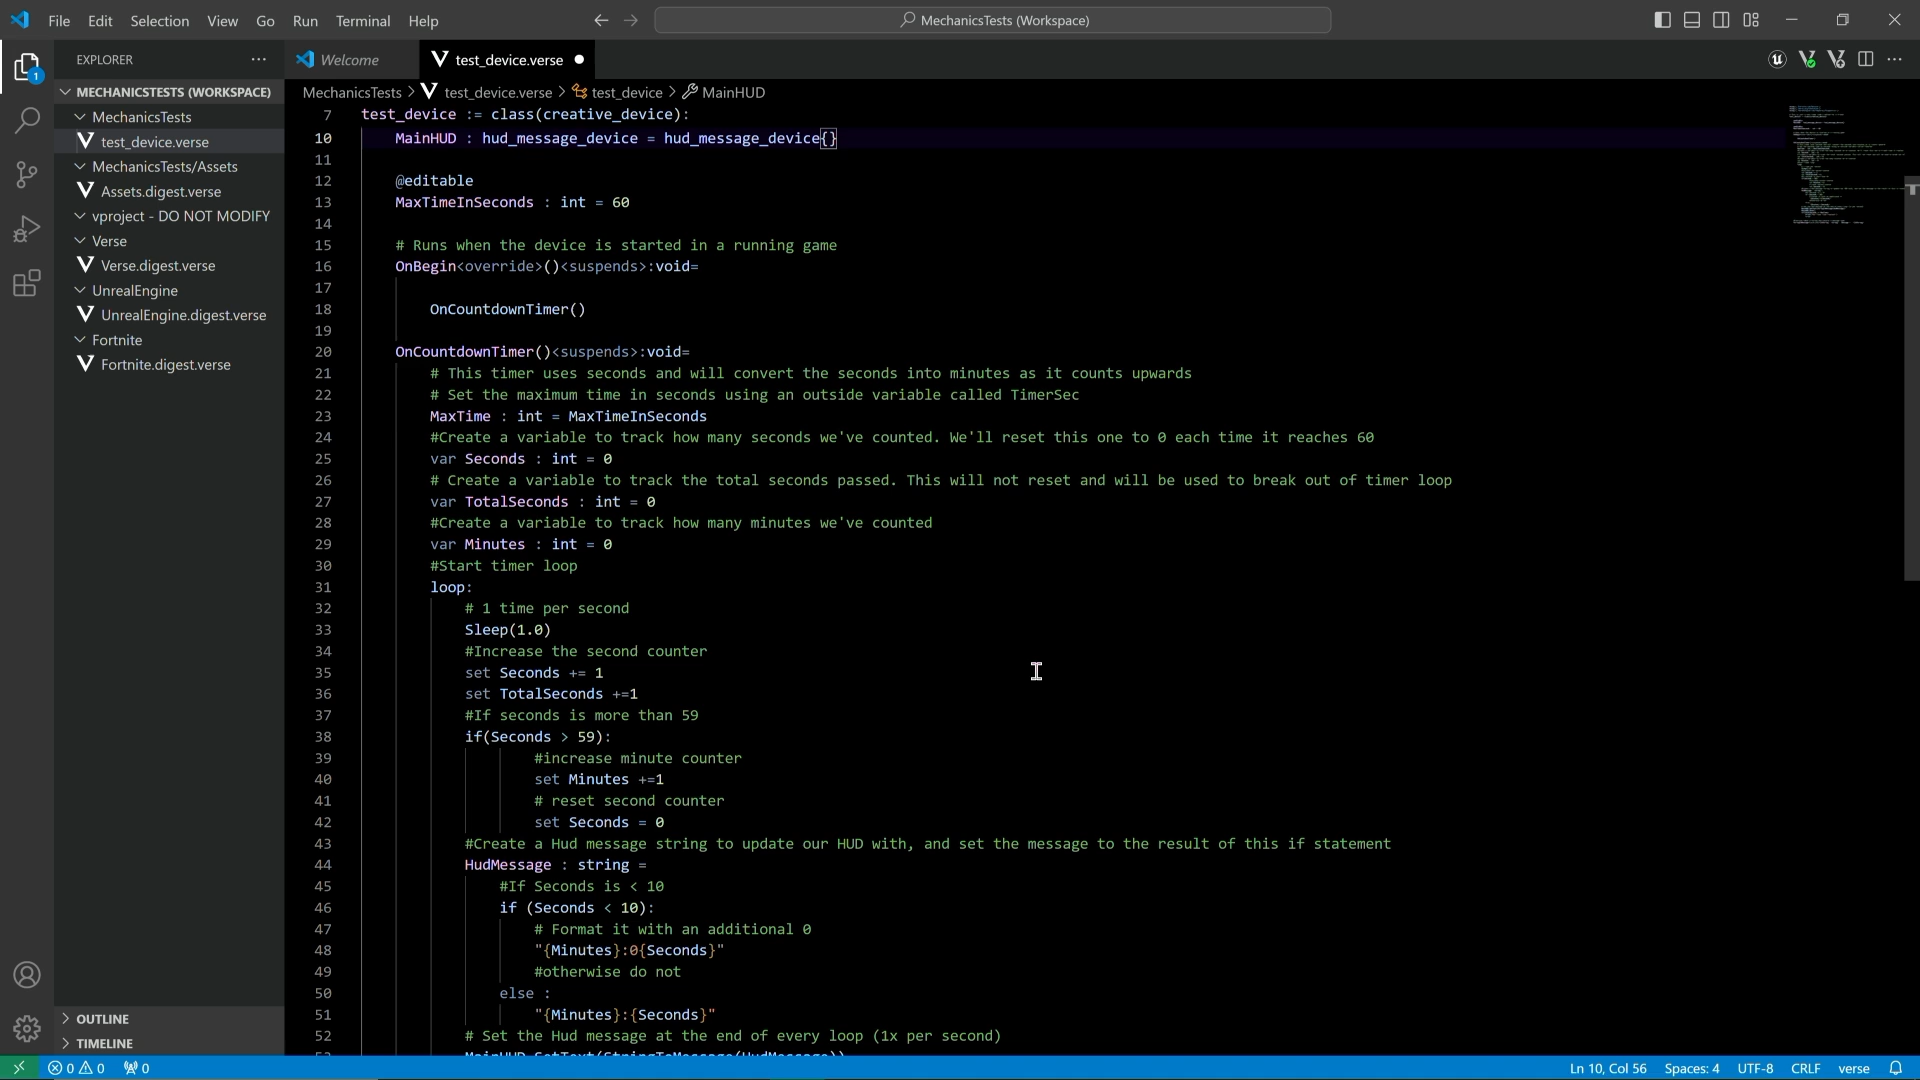 File Edit Selection View Go Run Terminal Help
MechanicsTests (Workspace)
EXPLORER
Welcome
test_device.verse
1
MECHANICSTESTS (WORKSPACE)
MechanicsTests
test_device.verse
MechanicsTests/Assets
Assets.digest.verse
vproject - DO NOT MODIFY
Verse
Verse.digest.verse
UnrealEngine
UnrealEngine.digest.verse
Fortnite
Fortnite.digest.verse
OUTLINE
TIMELINE
MechanicsTests > test_device.verse > test_device > MainHUD
7 test_device := class(creative_device):
10 MainHUD : hud_message_device = hud_message_device{}
11
12 @editable
13 MaxTimeInSeconds : int = 60
14
15 # Runs when the device is started in a running game
16 OnBegin<override>()<suspends>:void=
17
18 OnCountdownTimer()
19
20 OnCountdownTimer()<suspends>:void=
21 # This timer uses seconds and will convert the seconds into minutes as it counts upwards
22 # Set the maximum time in seconds using an outside variable called TimerSec
23 MaxTime : int = MaxTimeInSeconds
24 #Create a variable to track how many seconds we've counted. We'll reset this one to 0 each time it reaches 60
25 var Seconds : int = 0
26 # Create a variable to track the total seconds passed. This will not reset and will be used to break out of timer loop
27 var TotalSeconds : int = 0
28 #Create a variable to track how many minutes we've counted
29 var Minutes : int = 0
30 #Start timer loop
31 loop:
32 # 1 time per second
33 Sleep(1.0)
34 #Increase the second counter
35 set Seconds += 1
36 set TotalSeconds +=1
37 #If seconds is more than 59
38 if(Seconds > 59):
39 #increase minute counter
40 set Minutes +=1
41 # reset second counter
42 set Seconds = 0
43 #Create a Hud message string to update our HUD with, and set the message to the result of this if statement
44 HudMessage : string =
45 #If Seconds is < 10
46 if (Seconds < 10):
47 # Format it with an additional 0
48 "{Minutes}:0{Seconds}"
49 #otherwise do not
50 else :
51 "{Minutes}:{Seconds}"
52 # Set the Hud message at the end of every loop (1x per second)
53 MainHUD.SetText(StringToMessage(HudMessage))
0 0 0
Ln 10, Col 56 Spaces: 4 UTF-8 CRLF verse